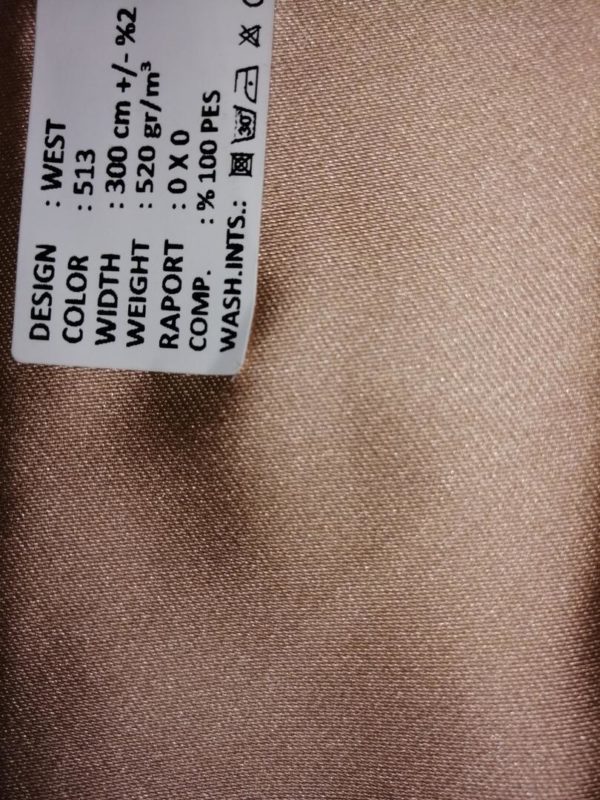 DESIGN : WEST
COLOR : 513
WIDTH : 300 cm +/- %2
WEIGHT : 520 gr/m³
RAPORT : 0 X 0
COMP. : % 100 PES
WASH.INTS.: 30°